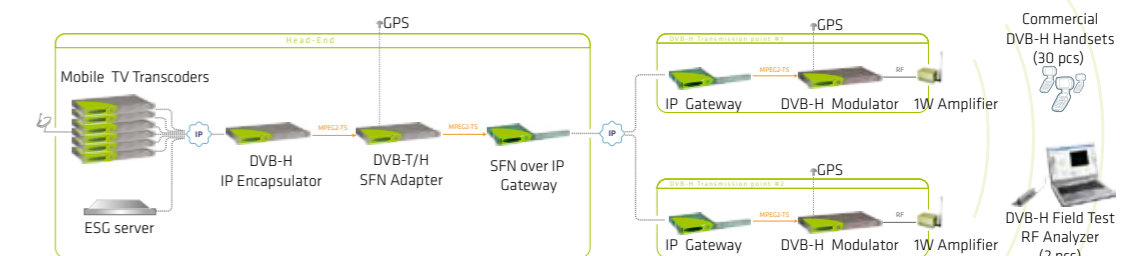 GPS
Head-End
Mobile TV Transcoders
IP
MPEG2-TS
MPEG2-TS
DVB-H
IP Encapsulator
DVB-T/H
SFN Adapter
SFN over IP
Gateway
ESG server
IP
GPS
DVB-H Transmission point #1
MPEG2-TS
RF
IP Gateway
DVB-H Modulator
1W Amplifier
GPS
DVB-H Transmission point #2
MPEG2-TS
RF
IP Gateway
DVB-H Modulator
1W Amplifier
Commercial
DVB-H Handsets
(30 pcs)
DVB-H Field Test
RF Analyzer
(2 pcs)